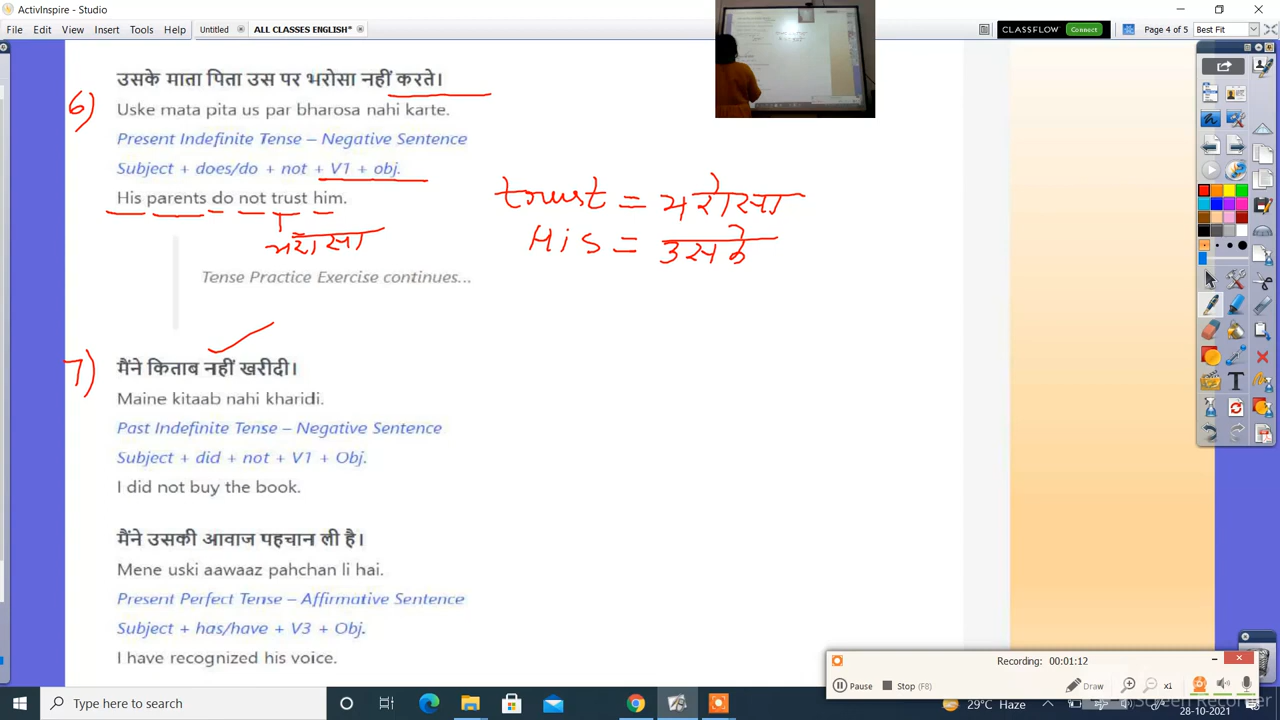 ActivInspire - Studio
File Edit View Insert Tools Help
Untitled
ALL CLASSES ENGLISH*
CLASSFLOW Connect
Page 4 of 5
Best Fit
उसके माता पिता उस पर भरोसा नहीं करते।
6)
Uske mata pita us par bharosa nahi karte.
Present Indefinite Tense – Negative Sentence
Subject + does/do + not + V1 + obj.
His parents do not trust him.
भरोसा
trust = भरोसा
His = उसके
Tense Practice Exercise continues...
7)
मैंने किताब नहीं खरीदी।
Maine kitaab nahi kharidi.
Past Indefinite Tense – Negative Sentence
Subject + did + not + V1 + Obj.
I did not buy the book.
मैंने उसकी आवाज पहचान ली है।
Mene uski aawaaz pahchan li hai.
Present Perfect Tense – Affirmative Sentence
Subject + has/have + V3 + Obj.
I have recognized his voice.
Recording: 00:01:12
Pause Stop (F8) Draw x1
Screen Recorder
Type here to search
29°C Haze
28-10-2021